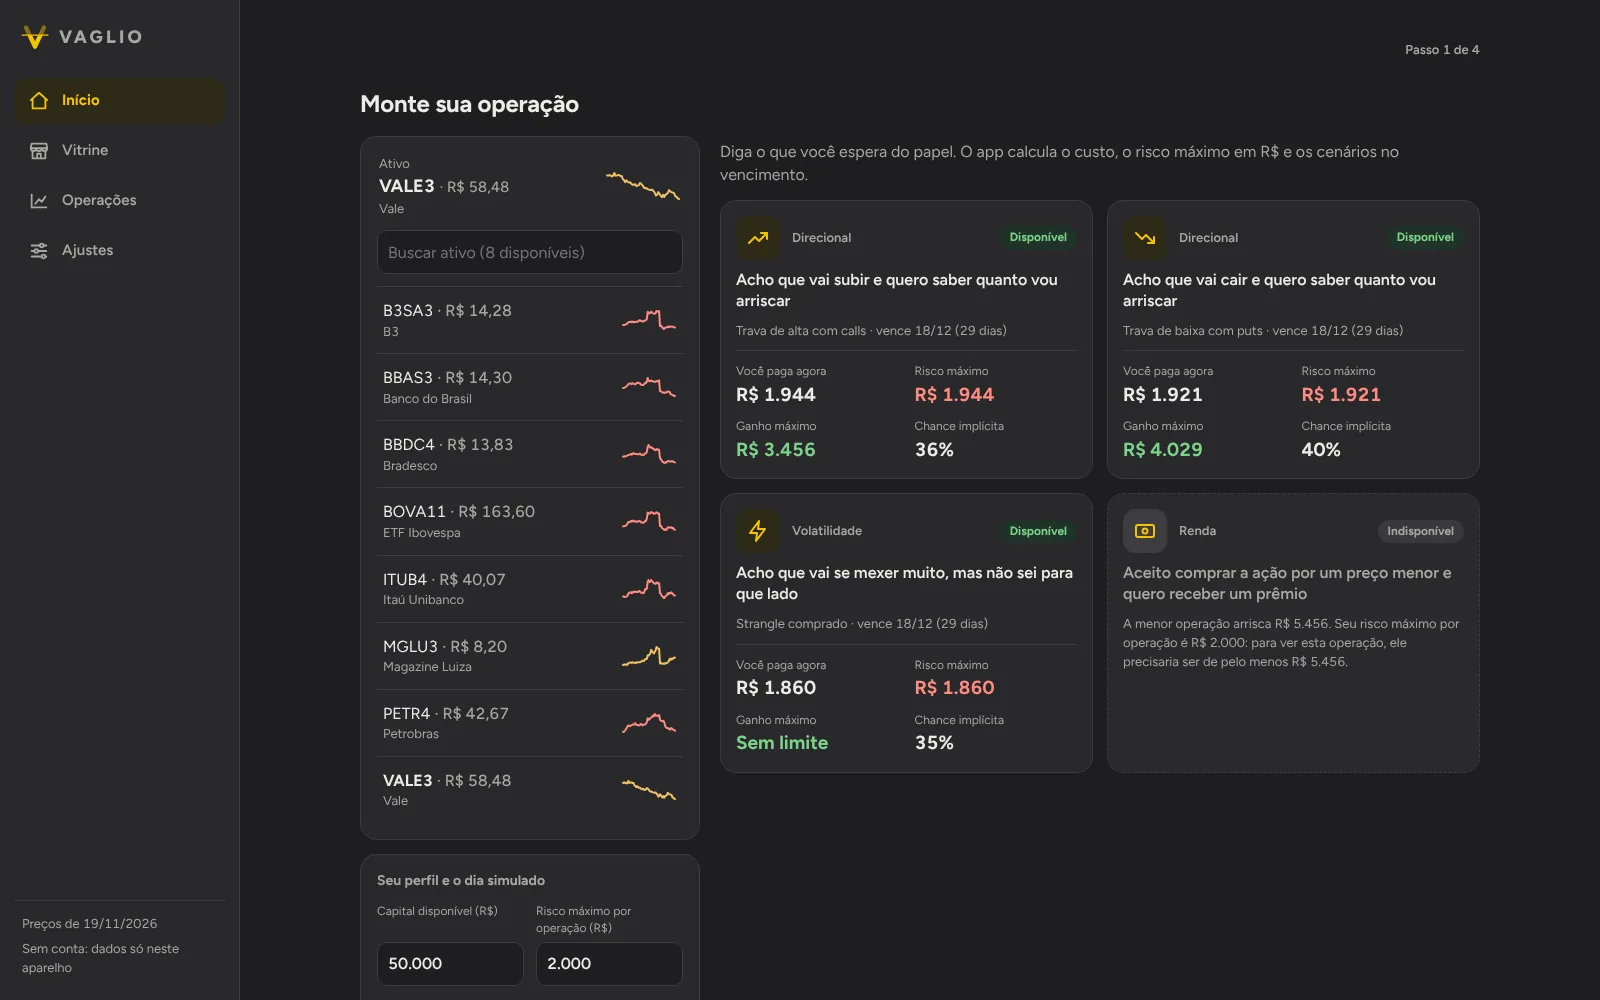 VAGLIO
Início
Vitrine
Operações
Ajustes
Preços de 19/11/2026
Sem conta: dados só neste
aparelho
Passo 1 de 4
Monte sua operação
Ativo
VALE3 · R$ 58,48
Vale
Buscar ativo (8 disponíveis)
B3SA3 · R$ 14,28
B3
BBAS3 · R$ 14,30
Banco do Brasil
BBDC4 · R$ 13,83
Bradesco
BOVA11 · R$ 163,60
ETF Ibovespa
ITUB4 · R$ 40,07
Itaú Unibanco
MGLU3 · R$ 8,20
Magazine Luiza
PETR4 · R$ 42,67
Petrobras
VALE3 · R$ 58,48
Vale
Seu perfil e o dia simulado
Capital disponível (R$)
Risco máximo por
operação (R$)
50.000
2.000
Diga o que você espera do papel. O app calcula o custo, o risco máximo em R$ e os cenários no
vencimento.
Direcional
Disponível
Acho que vai subir e quero saber quanto vou
arriscar
Trava de alta com calls · vence 18/12 (29 dias)
Você paga agora
Risco máximo
R$ 1.944
R$ 1.944
Ganho máximo
Chance implícita
R$ 3.456
36%
Direcional
Disponível
Acho que vai cair e quero saber quanto vou
arriscar
Trava de baixa com puts · vence 18/12 (29 dias)
Você paga agora
Risco máximo
R$ 1.921
R$ 1.921
Ganho máximo
Chance implícita
R$ 4.029
40%
Volatilidade
Disponível
Acho que vai se mexer muito, mas não sei para
que lado
Strangle comprado · vence 18/12 (29 dias)
Você paga agora
Risco máximo
R$ 1.860
R$ 1.860
Ganho máximo
Chance implícita
Sem limite
35%
Renda
Indisponível
Aceito comprar a ação por um preço menor e
quero receber um prêmio
A menor operação arrisca R$ 5.456. Seu risco máximo por
operação é R$ 2.000: para ver esta operação, ele
precisaria ser de pelo menos R$ 5.456.